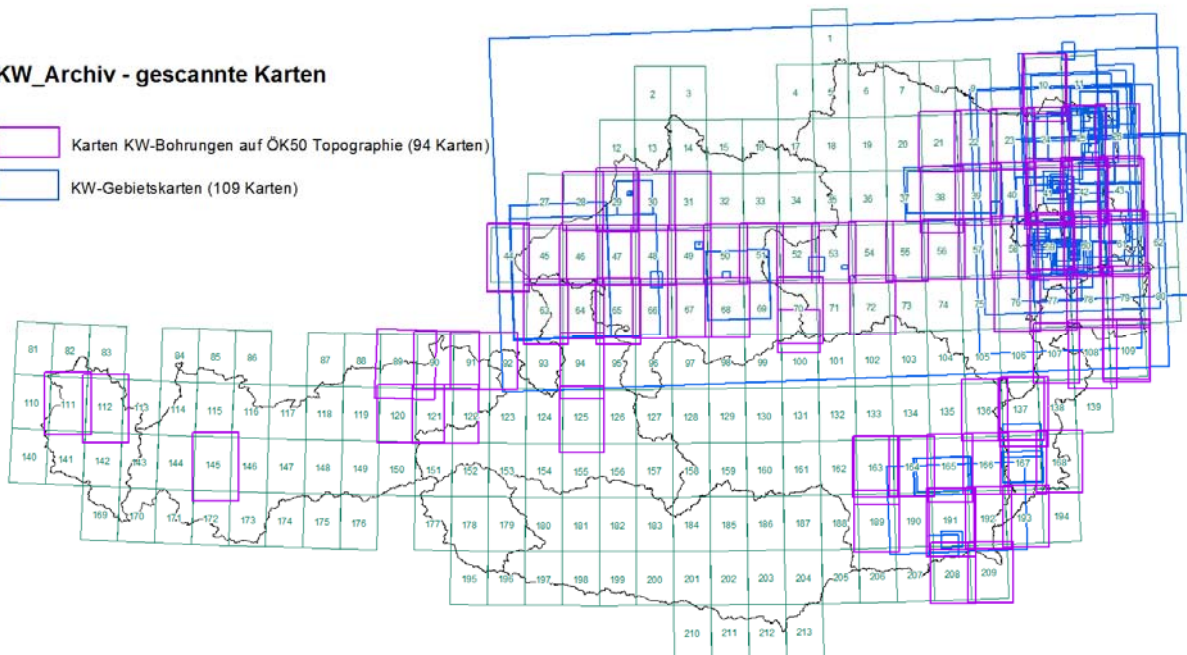 KW_Archiv - gescannte Karten
Karten KW-Bohrungen auf ÖK50 Topographie (94 Karten)
KW-Gebietskarten (109 Karten)
1
2 3 4 5 6 7 8 9 10 11
12 13 14 15 16 17 18 19 20 21 22 23 24
27 28 29 30 31 32 33 34 35 36 37 38 39 40 41 42 43
44 45 46 47 48 49 50 51 52 53 54 55 56 57 58 59 60 61 62
63 64 65 66 67 68 69 70 71 72 73 74 75 76 77 78 79 80
81 82 83 84 85 86 87 88 89 90 91 92 93 94 95 96 97 98 99 100 101 102 103 104 105 106 107 108 109
110 111 112 113 114 115 116 117 118 119 120 121 122 123 124 125 126 127 128 129 130 131 132 133 134 135 136 137 138 139
140 141 142 143 144 145 146 147 148 149 150 151 152 153 154 155 156 157 158 159 160 161 162 163 164 165 166 167 168
169 170 171 172 173 174 175 176 177 178 179 180 181 182 183 184 185 186 187 188 189 190 191 192 193 194
195 196 197 198 199 200 201 202 203 204 205 206 207 208 209
210 211 212 213